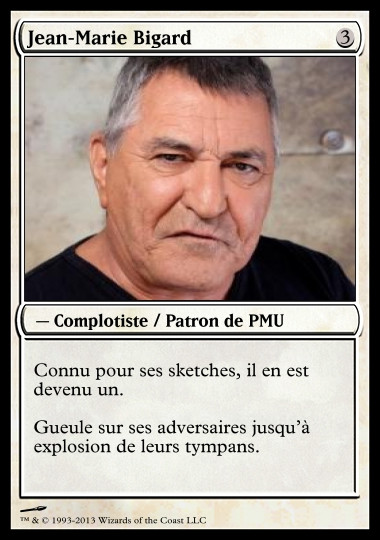 Jean-Marie Bigard 3
— Complotiste / Patron de PMU
Connu pour ses sketches, il en est
devenu un.
Gueule sur ses adversaires jusqu'à
explosion de leurs tympans.
™ & © 1993-2013 Wizards of the Coast LLC